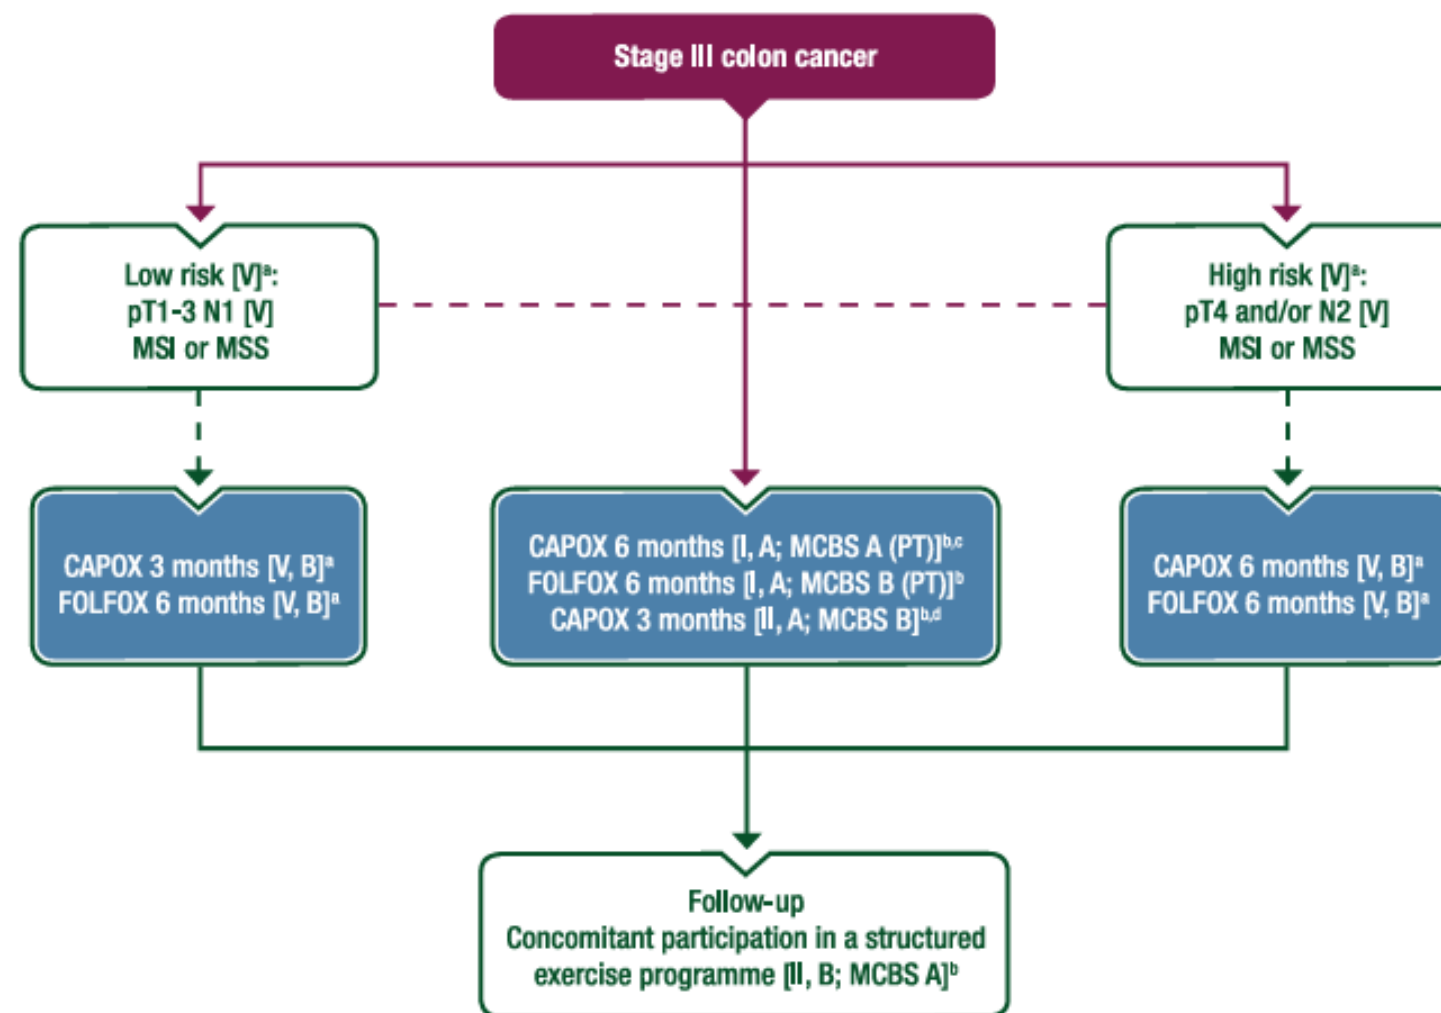 Stage III colon cancer
Low risk [V]ᵃ:
pT1-3 N1 [V]
MSI or MSS
High risk [V]ᵃ:
pT4 and/or N2 [V]
MSI or MSS
CAPOX 3 months [V, B]ᵃ
FOLFOX 6 months [V, B]ᵃ
CAPOX 6 months [I, A; MCBS A (PT)]ᵇ,ᶜ
FOLFOX 6 months [I, A; MCBS B (PT)]ᵇ
CAPOX 3 months [II, A; MCBS B]ᵇ,ᵈ
CAPOX 6 months [V, B]ᵃ
FOLFOX 6 months [V, B]ᵃ
Follow-up
Concomitant participation in a structured
exercise programme [II, B; MCBS A]ᵇ